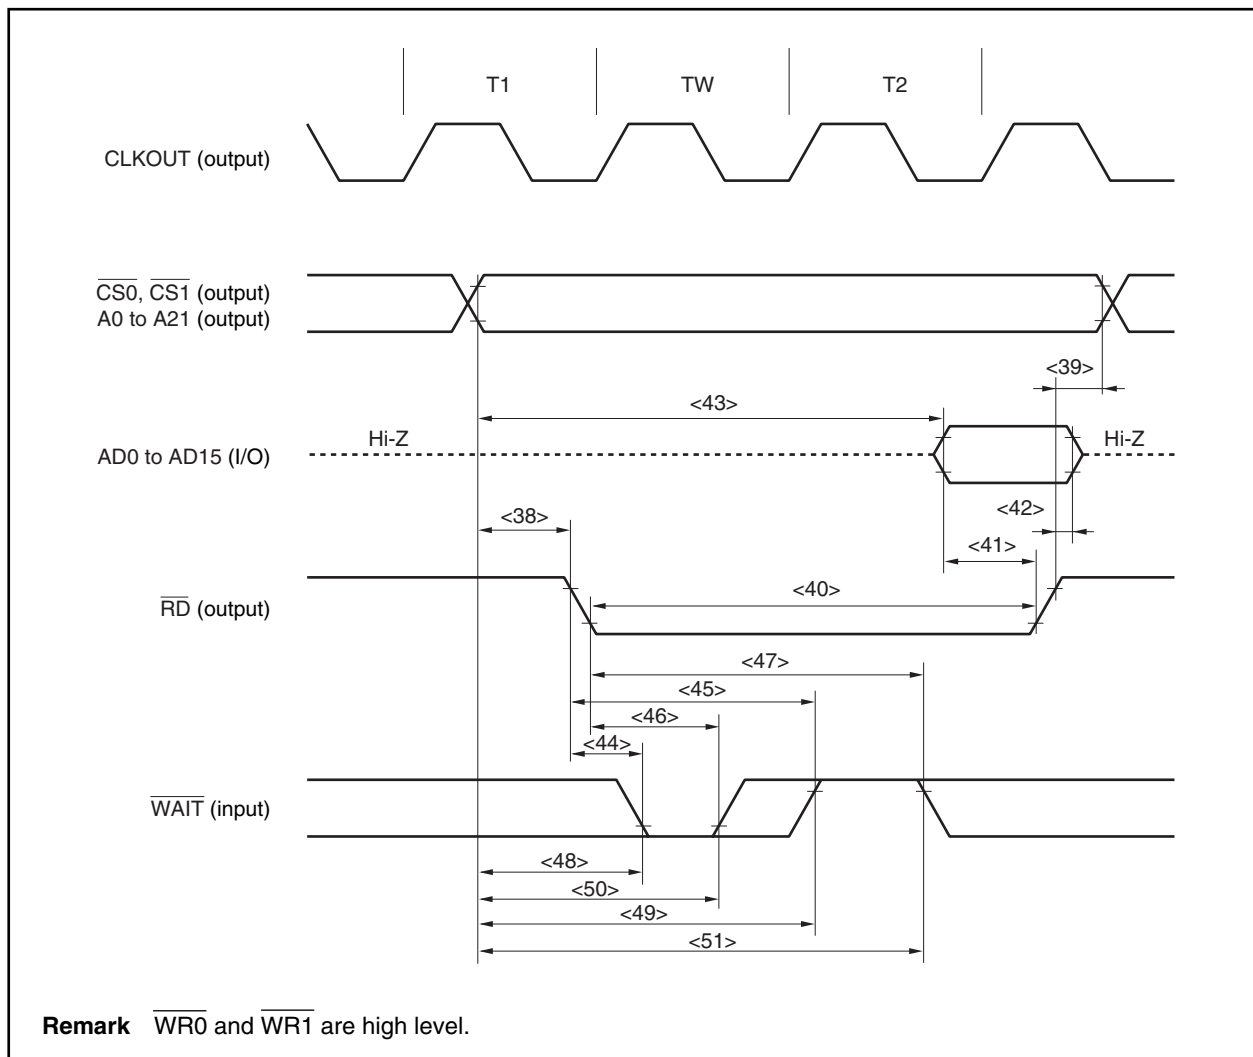 T1 TW T2
CLKOUT (output)
CS0, CS1 (output)
A0 to A21 (output)
<39>
<43>
Hi-Z Hi-Z
AD0 to AD15 (I/O)
<42>
<38>
<41>
<40>
RD (output)
<47>
<45>
<46>
<44>
WAIT (input)
<48>
<50>
<49>
<51>
Remark WR0 and WR1 are high level.